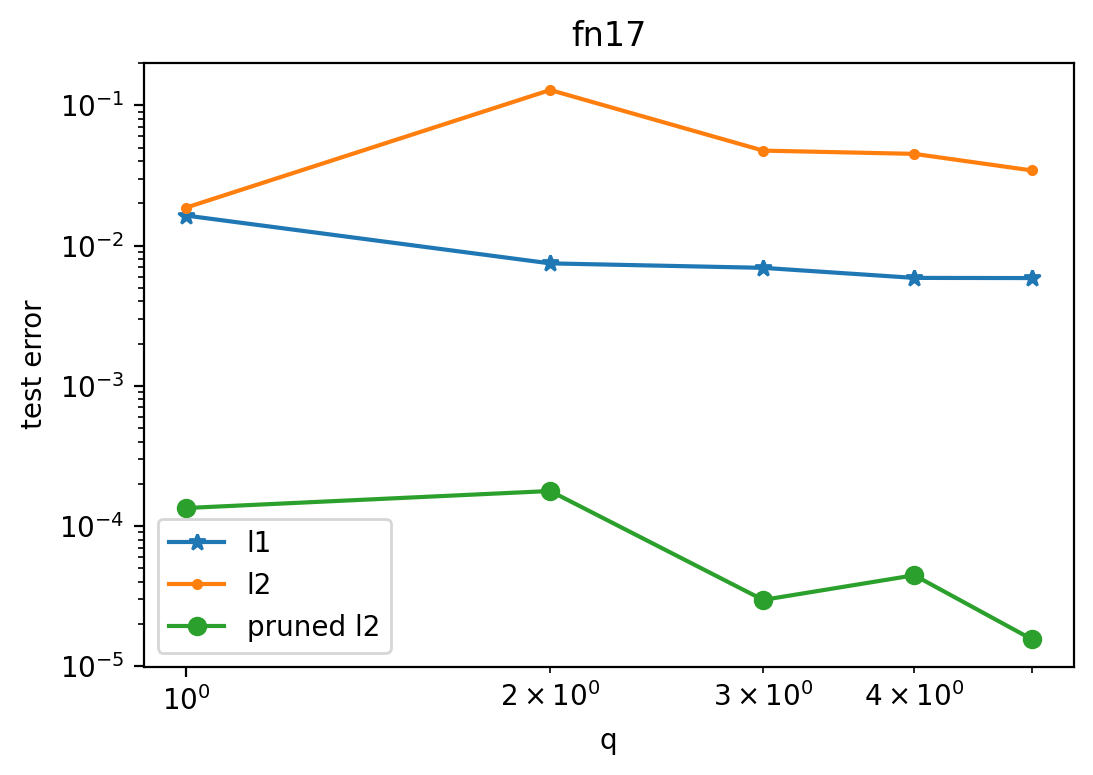 fn17
10⁻¹
10⁻²
10⁻³
10⁻⁴
10⁻⁵
test error
l1
l2
pruned l2
10⁰ 2 × 10⁰ 3 × 10⁰ 4 × 10⁰
q